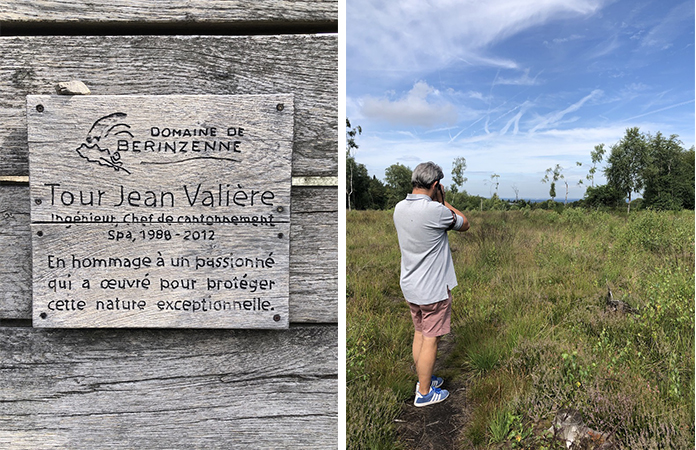 DOMAINE DE
BERINZENNE
Tour Jean Valière
Ingénieur, Chef de cantonnement
Spa, 1988 - 2012
En hommage à un passionné
qui a œuvré pour protéger
cette nature exceptionnelle.